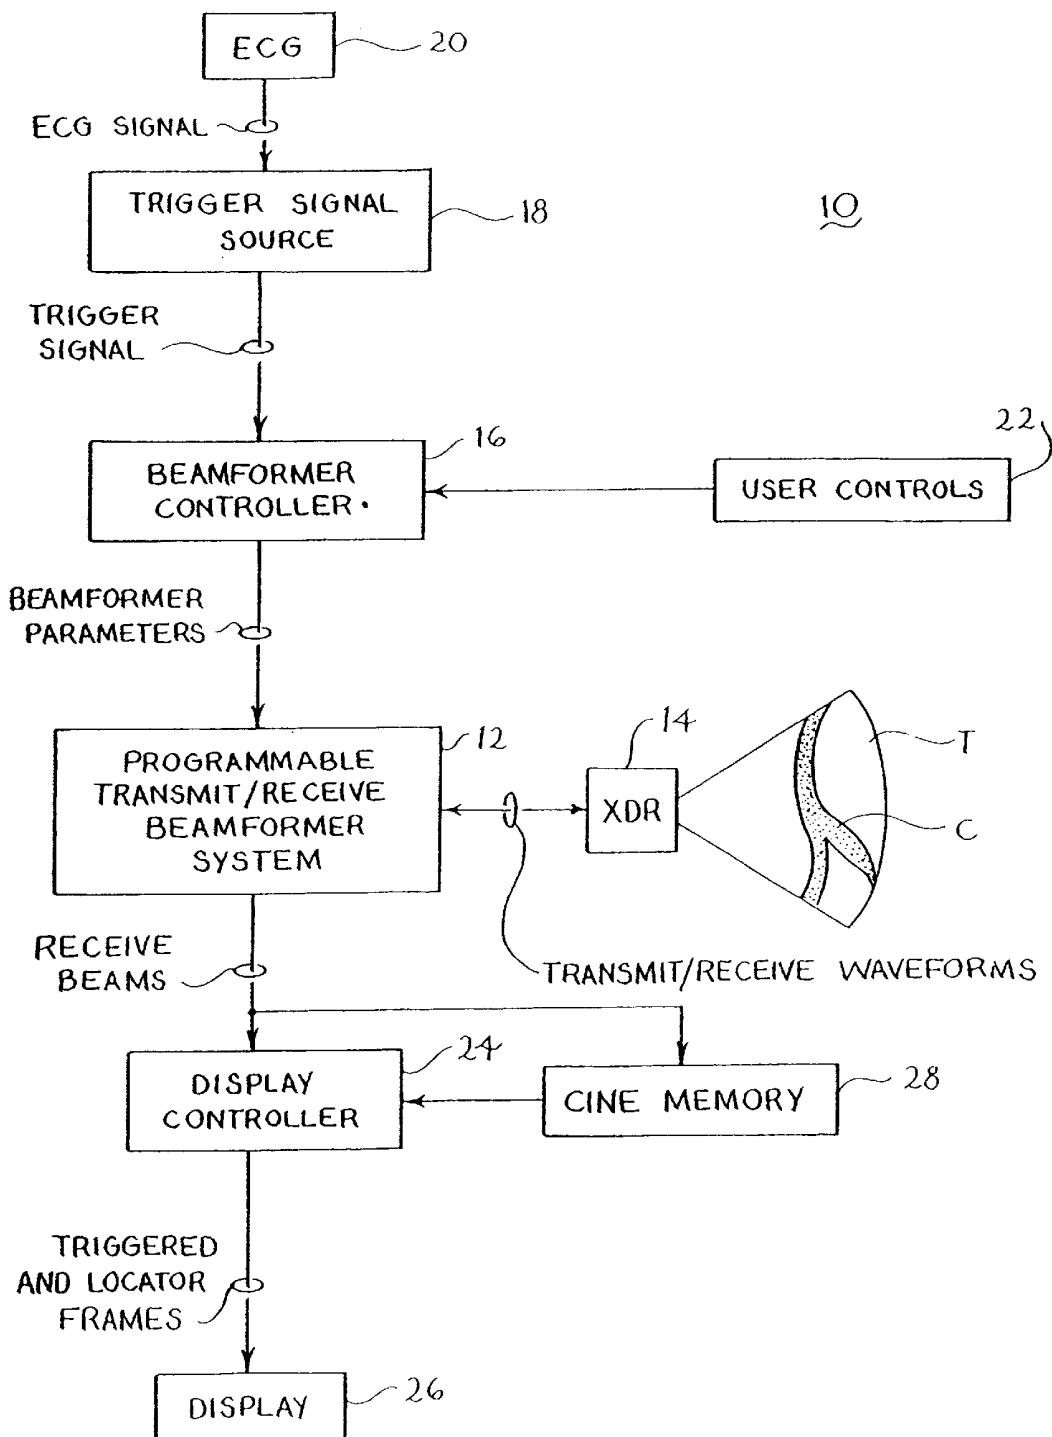 ECG
20
ECG SIGNAL
TRIGGER SIGNAL
SOURCE
18
10
TRIGGER
SIGNAL
BEAMFORMER
CONTROLLER.
16
USER CONTROLS
22
BEAMFORMER
PARAMETERS
PROGRAMMABLE
TRANSMIT/RECEIVE
BEAMFORMER
SYSTEM
12
XDR
14
T
C
RECEIVE
BEAMS
TRANSMIT/RECEIVE WAVEFORMS
DISPLAY
CONTROLLER
24
CINE MEMORY
28
TRIGGERED
AND LOCATOR
FRAMES
DISPLAY
26